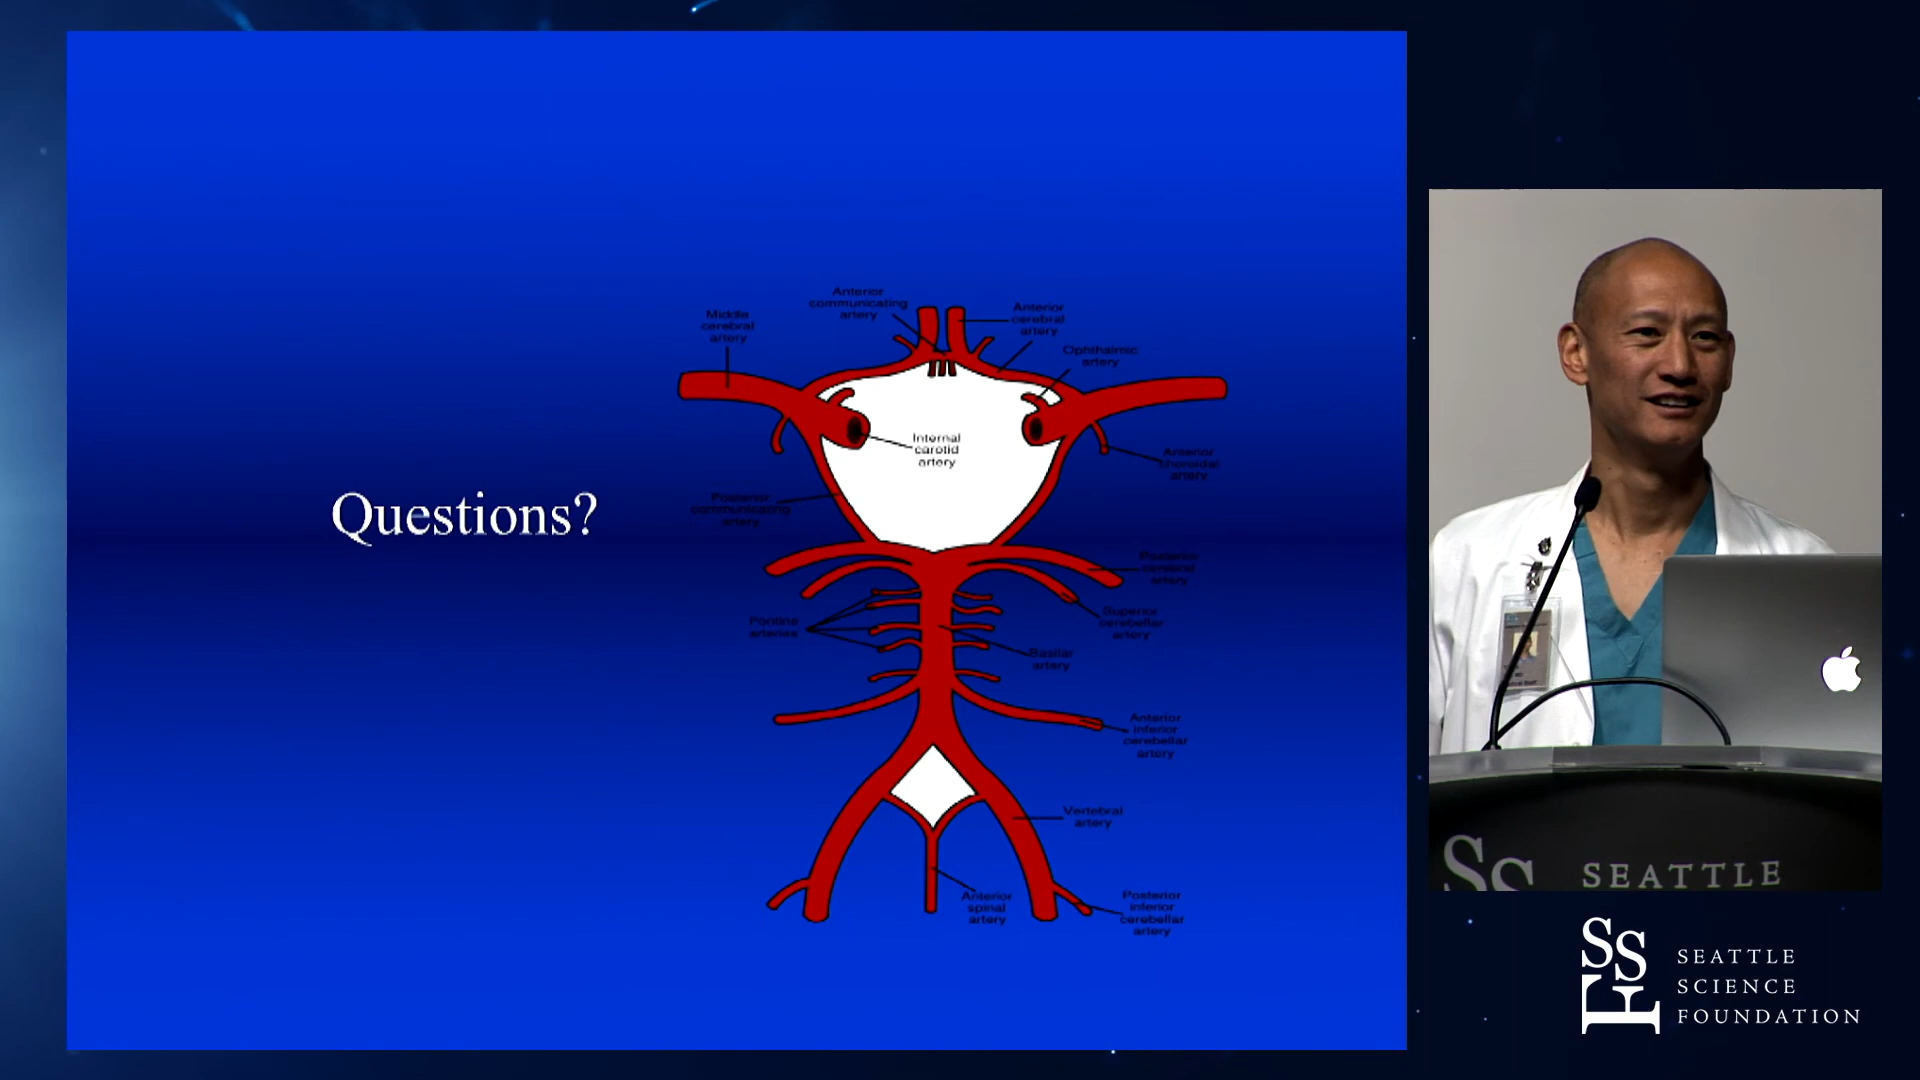 Questions?
Anterior
communicating
artery
Middle
cerebral
artery
Anterior
cerebral
artery
Ophthalmic
artery
Internal
carotid
artery
Anterior
choroidal
artery
Posterior
communicating
artery
Posterior
cerebral
artery
Superior
cerebellar
artery
Pontine
arteries
Basilar
artery
Anterior
inferior
cerebellar
artery
Vertebral
artery
Anterior
spinal
artery
Posterior
inferior
cerebellar
artery
SS SEATTLE
SSF
SEATTLE
SCIENCE
FOUNDATION